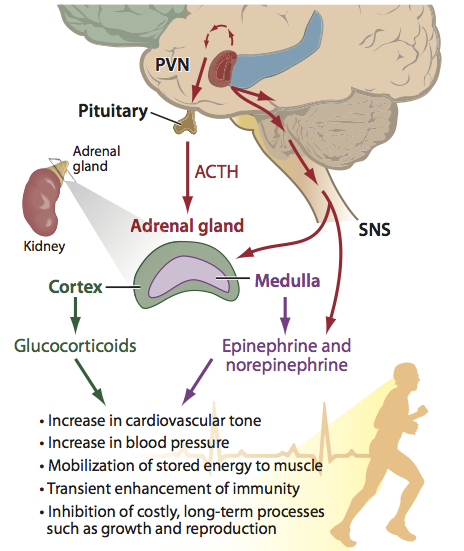 PVN
Pituitary
Adrenal
gland
ACTH
Kidney
Adrenal gland
SNS
Cortex
Medulla
Glucocorticoids
Epinephrine and
norepinephrine
• Increase in cardiovascular tone
• Increase in blood pressure
• Mobilization of stored energy to muscle
• Transient enhancement of immunity
• Inhibition of costly, long-term processes
such as growth and reproduction